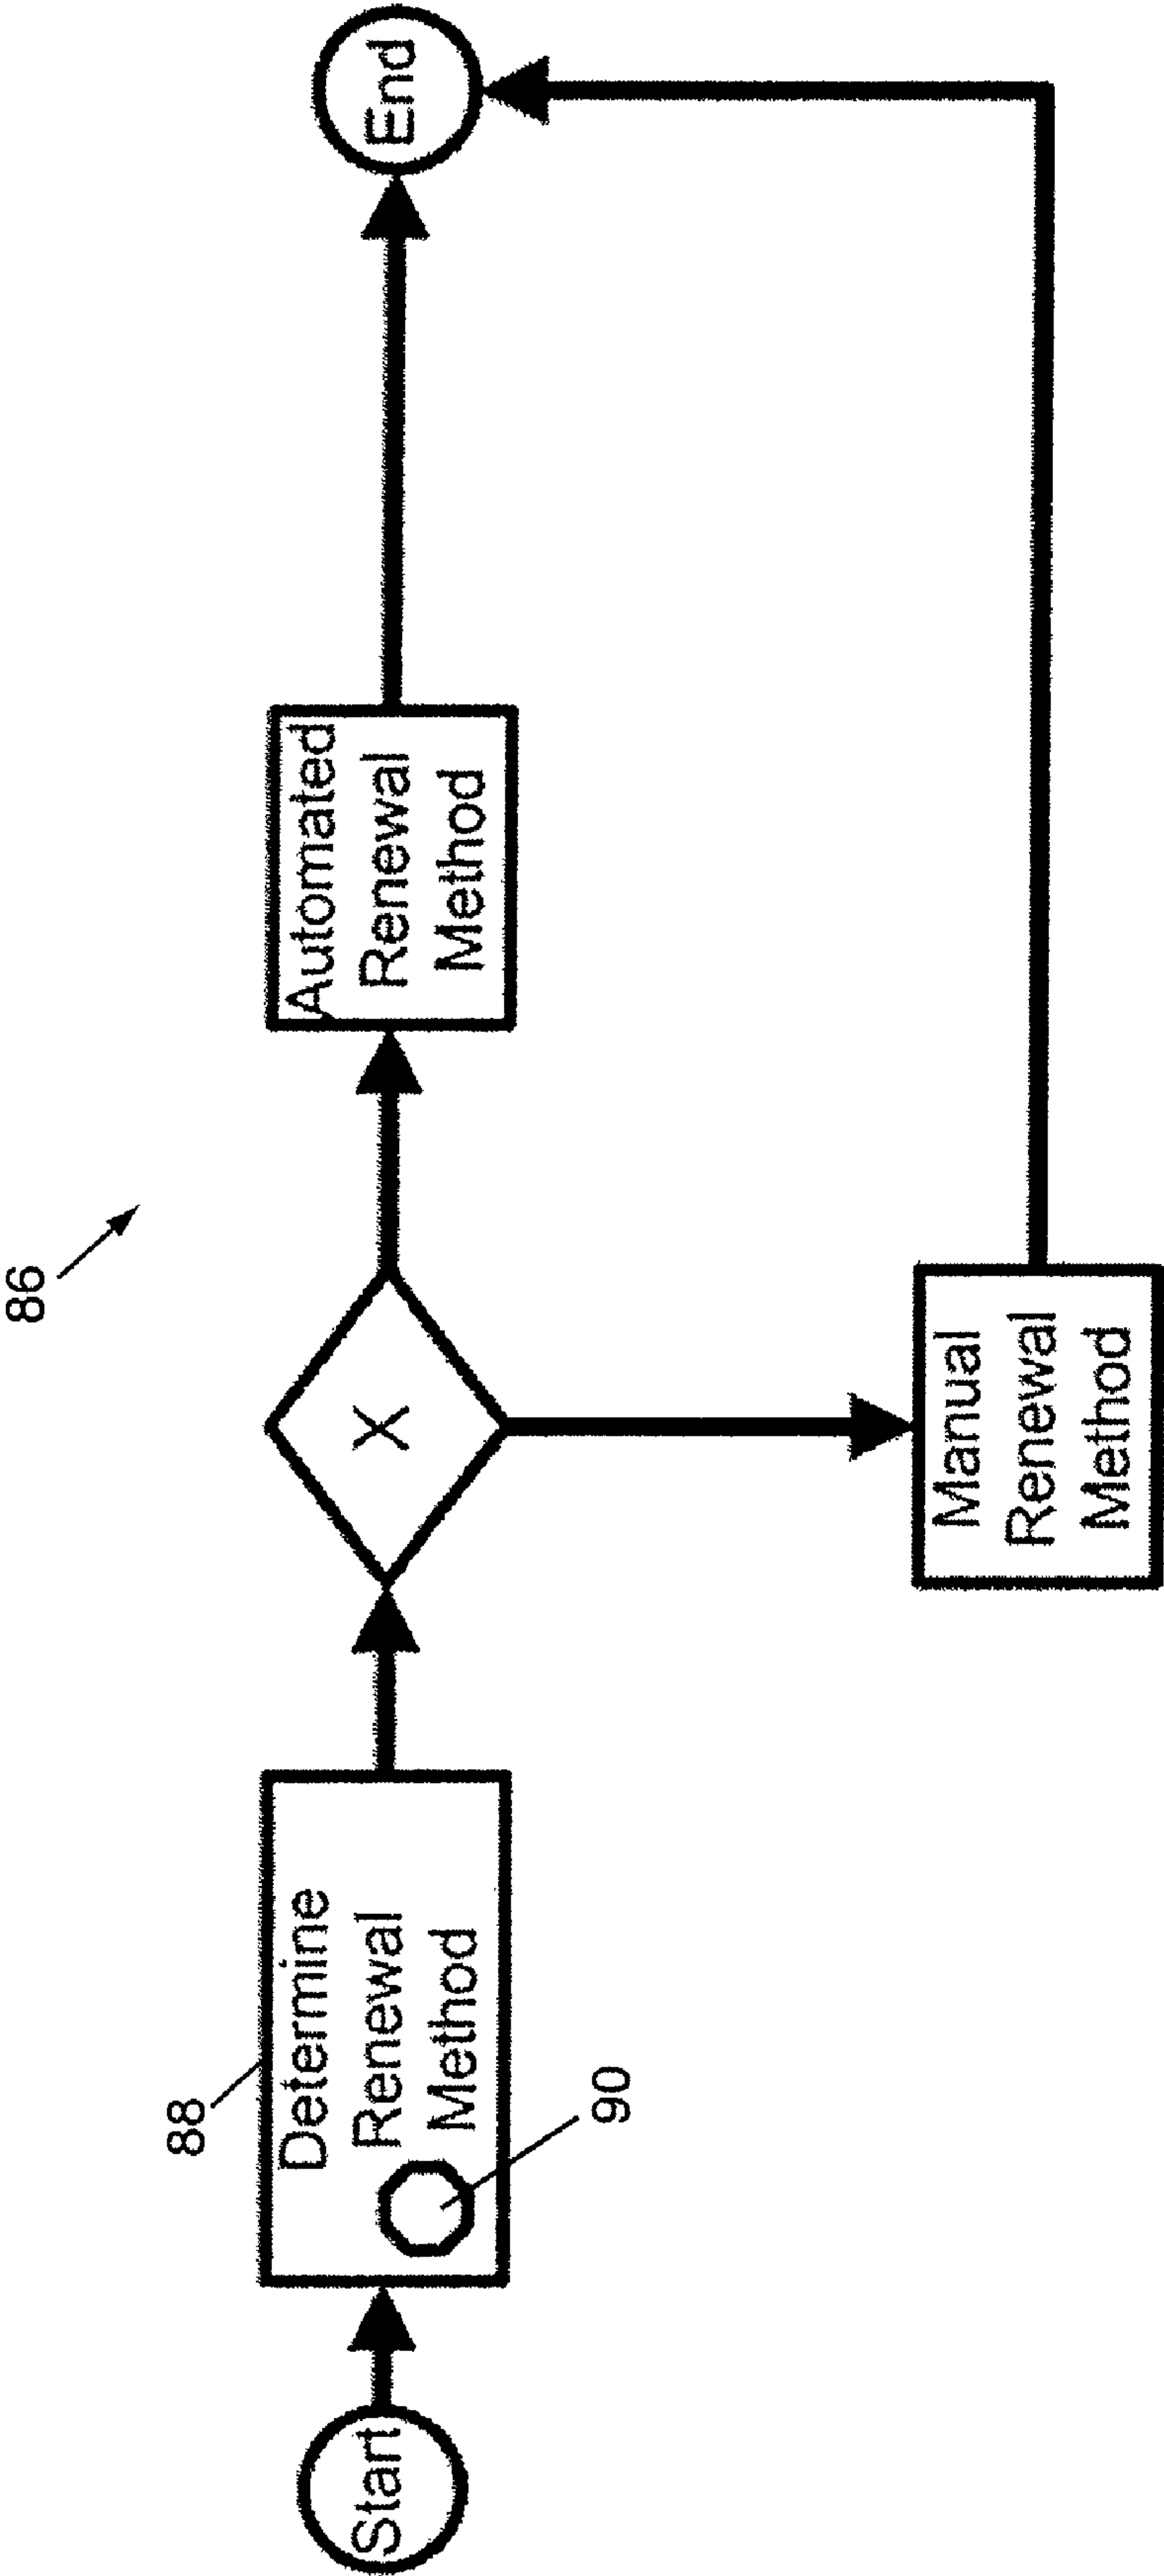 86
88
Start
Determine
Renewal
Method
90
X
Automated
Renewal
Method
End
Manual
Renewal
Method